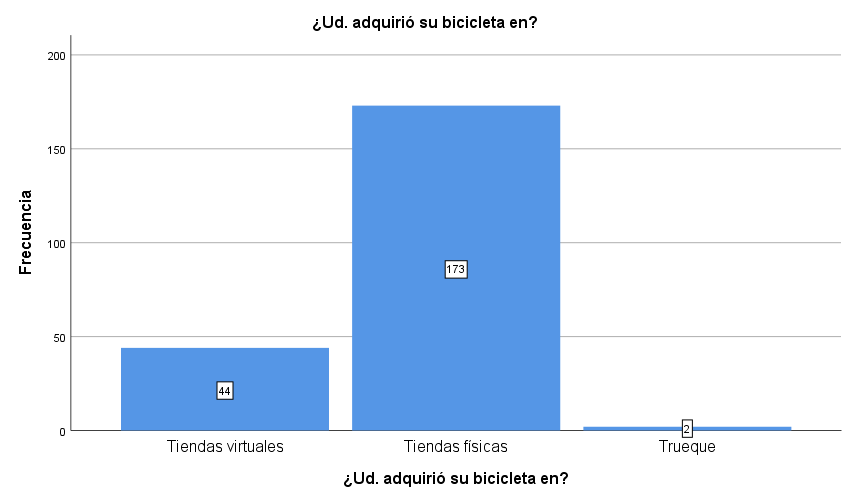 ¿Ud. adquirió su bicicleta en?
200
150
100
50
0
Frecuencia
173
44
2
Tiendas virtuales
Tiendas físicas
Trueque
¿Ud. adquirió su bicicleta en?